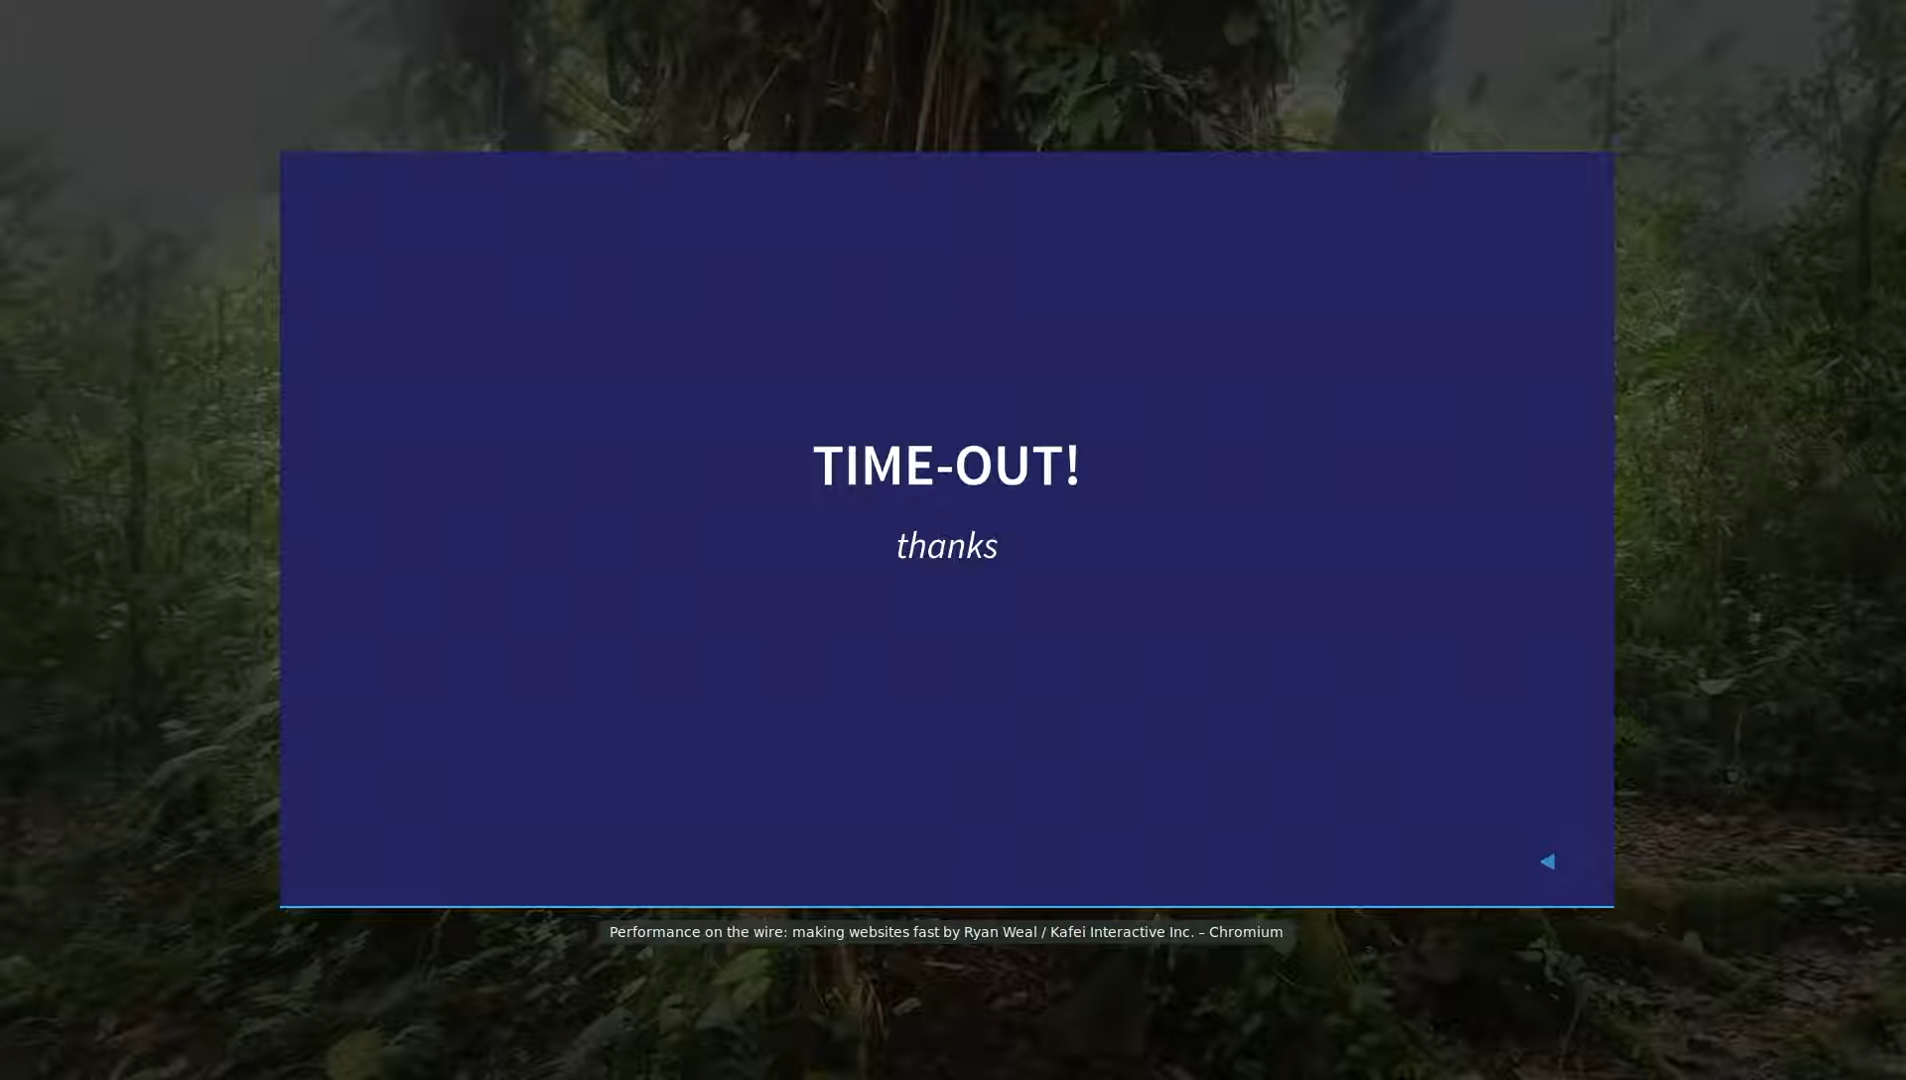 TIME-OUT!
thanks
Performance on the wire: making websites fast by Ryan Weal / Kafei Interactive Inc. – Chromium